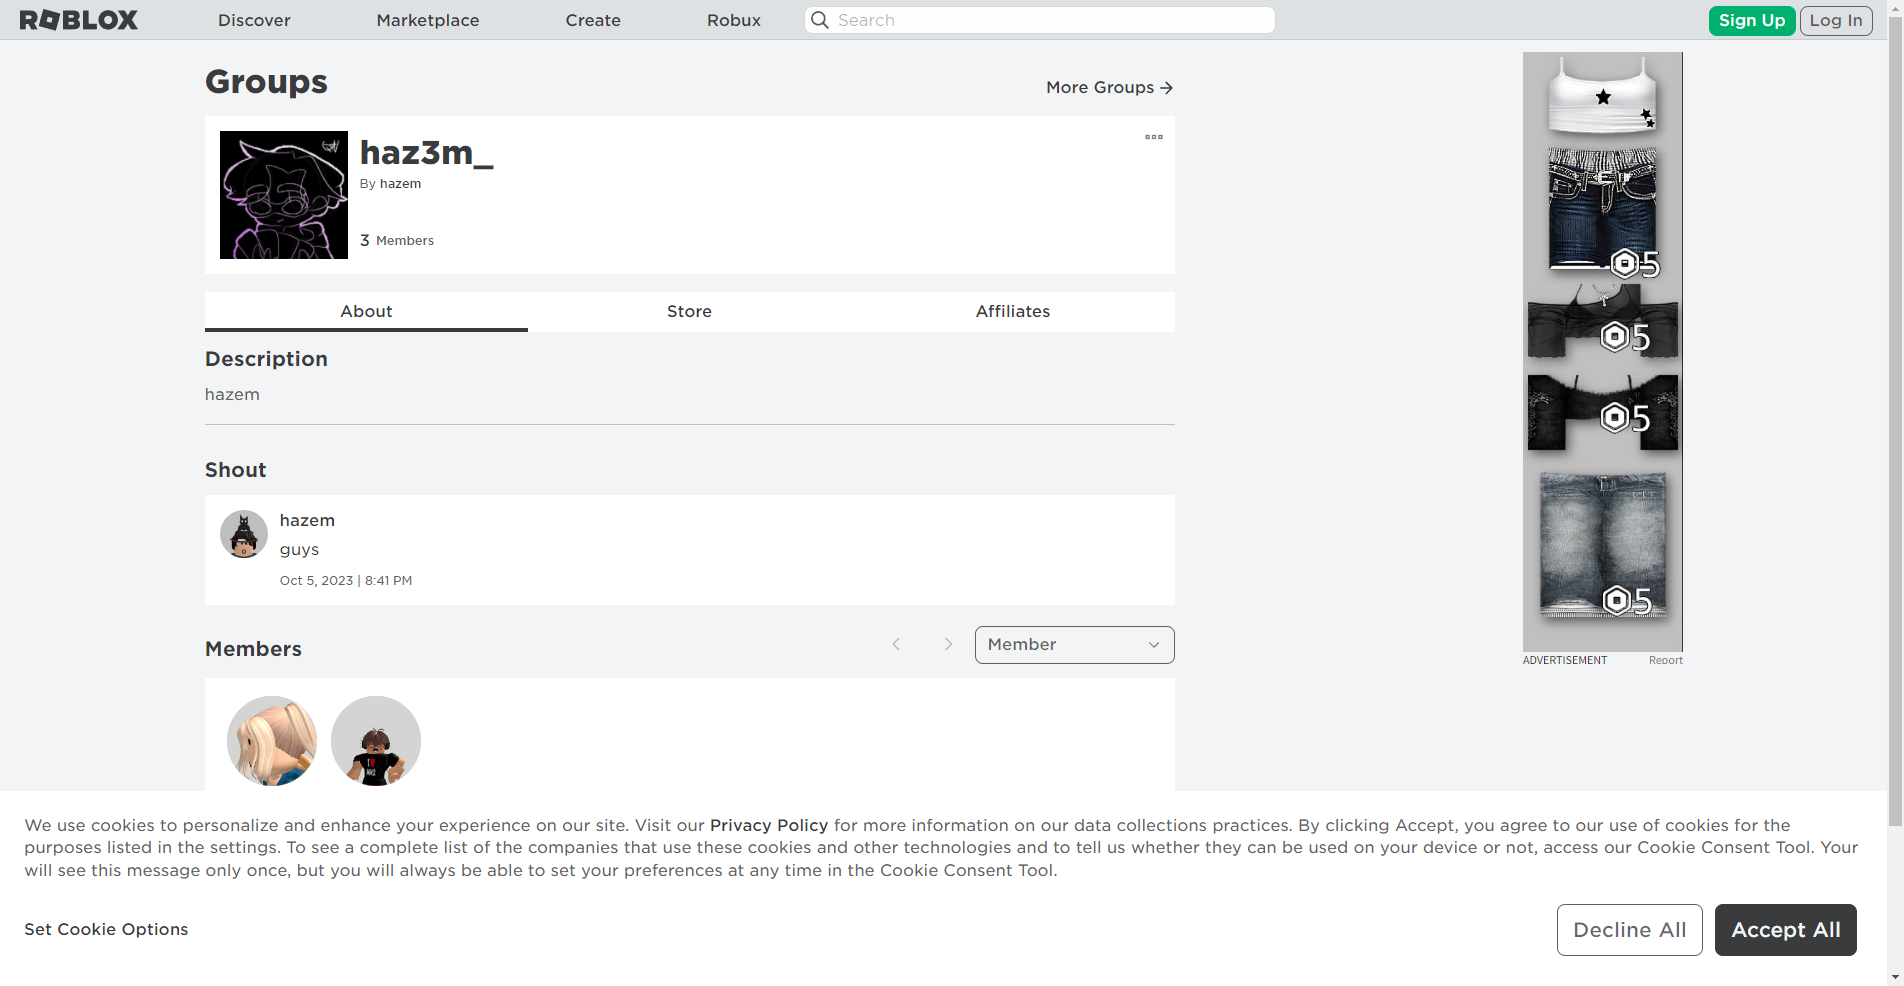 ROBLOX
Discover
Marketplace
Create
Robux
Search
Sign Up
Log In
Groups
More Groups
haz3m_
By hazem
3 Members
About
Store
Affiliates
Description
hazem
Shout
hazem
guys
Oct 5, 2023 | 8:41 PM
Members
Member
5
5
5
5
ADVERTISEMENT
Report
We use cookies to personalize and enhance your experience on our site. Visit our Privacy Policy for more information on our data collections practices. By clicking Accept, you agree to our use of cookies for the
purposes listed in the settings. To see a complete list of the companies that use these cookies and other technologies and to tell us whether they can be used on your device or not, access our Cookie Consent Tool. Your
will see this message only once, but you will always be able to set your preferences at any time in the Cookie Consent Tool.
Set Cookie Options
Decline All
Accept All